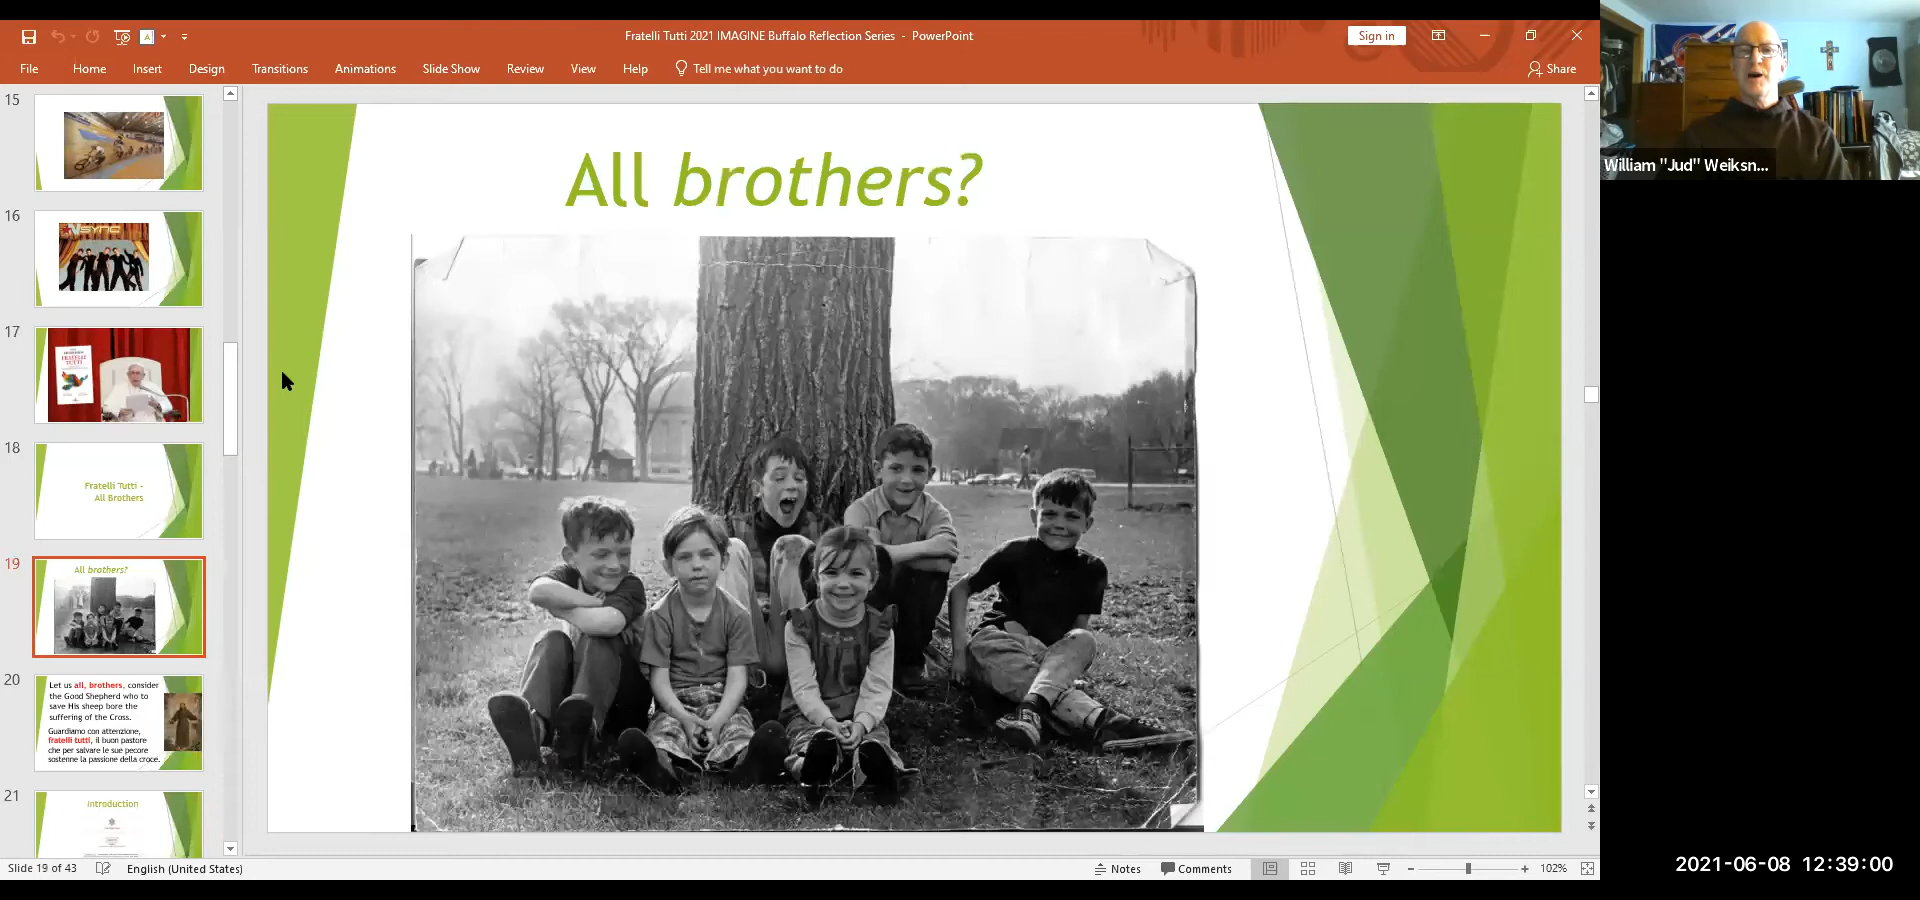 Fratelli Tutti 2021 IMAGINE Buffalo Reflection Series - PowerPoint
Sign in
File Home Insert Design Transitions Animations Slide Show Review View Help Tell me what you want to do Share
15
16
NSYNC
17
FRATELLI
TUTTI
18
Fratelli Tutti -
All Brothers
19
All brothers?
20
Let us all, brothers, consider
the Good Shepherd who to
save His sheep bore the
suffering of the Cross.
Guardiamo con attenzione,
fratelli tutti, il buon pastore
che per salvare le sue pecore
sostenne la passione della croce.
21
Introduction
All brothers?
William "Jud" Weiksn...
Slide 19 of 43
English (United States)
Notes
Comments
102%
2021-06-08 12:39:00